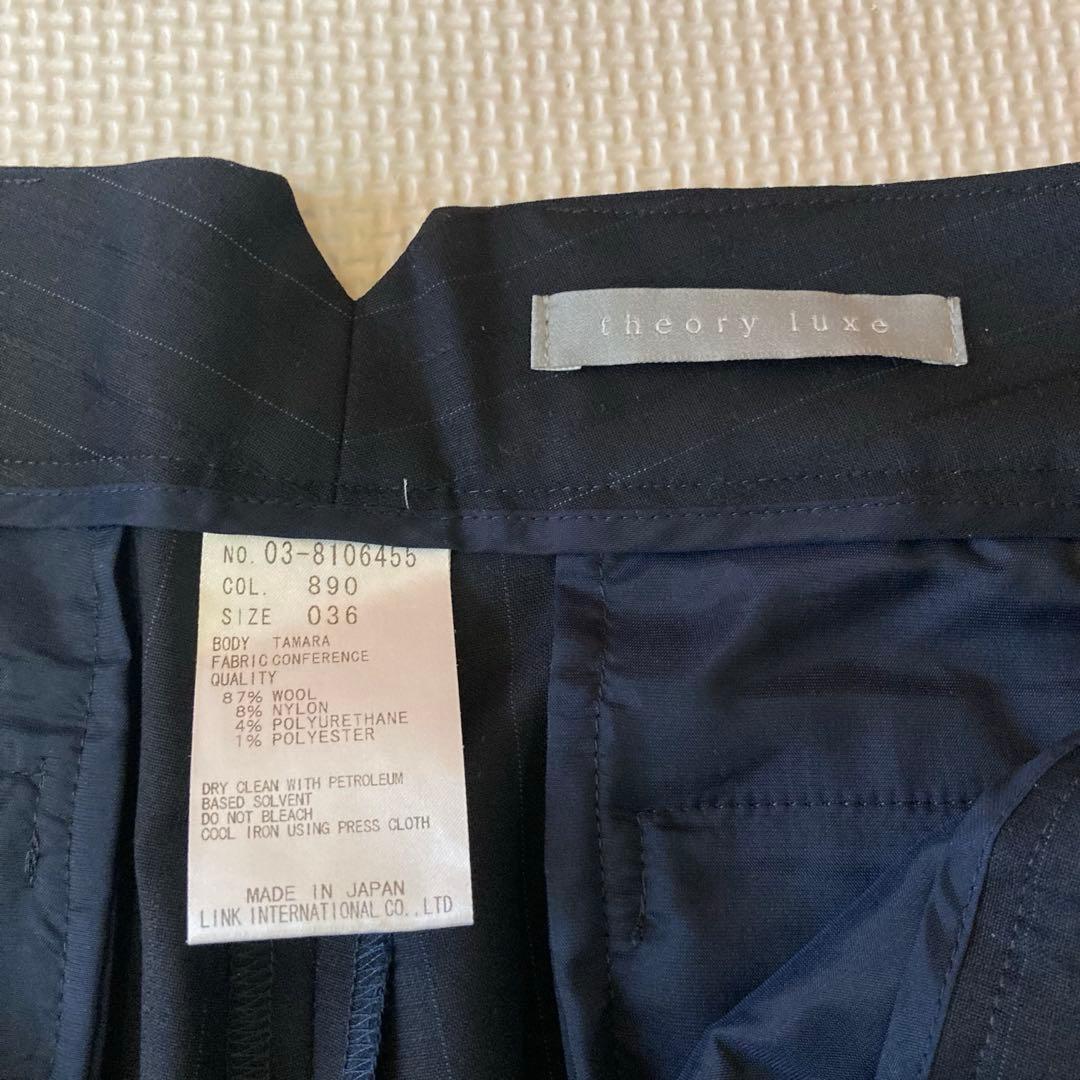 theory luxe
NO. 03-8106455
COL. 890
SIZE 036
BODY TAMARA
FABRIC CONFERENCE
QUALITY
87% WOOL
8% NYLON
4% POLYURETHANE
1% POLYESTER
DRY CLEAN WITH PETROLEUM
BASED SOLVENT
DO NOT BLEACH
COOL IRON USING PRESS CLOTH
MADE IN JAPAN
LINK INTERNATIONAL CO.,LTD